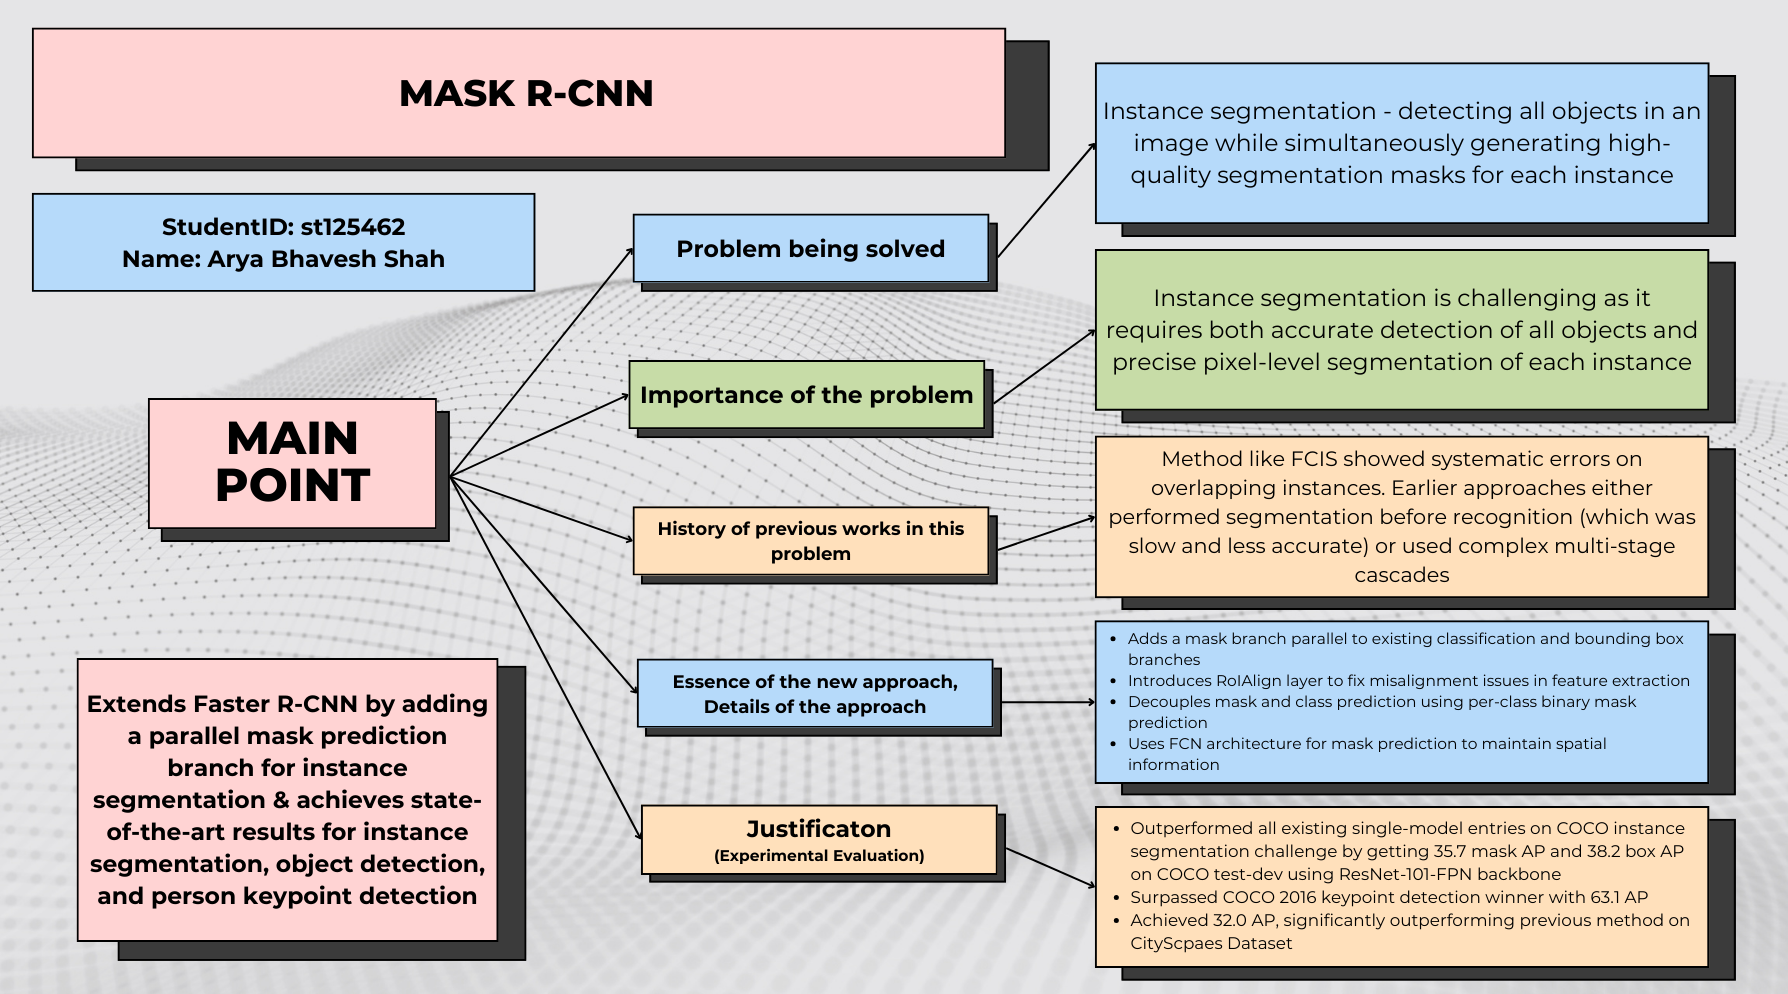 MASK R-CNN
StudentID: st125462
Name: Arya Bhavesh Shah
MAIN
POINT
Extends Faster R-CNN by adding
a parallel mask prediction
branch for instance
segmentation & achieves state-
of-the-art results for instance
segmentation, object detection,
and person keypoint detection
Problem being solved
Instance segmentation - detecting all objects in an
image while simultaneously generating high-
quality segmentation masks for each instance
Importance of the problem
Instance segmentation is challenging as it
requires both accurate detection of all objects and
precise pixel-level segmentation of each instance
History of previous works in this
problem
Method like FCIS showed systematic errors on
overlapping instances. Earlier approaches either
performed segmentation before recognition (which was
slow and less accurate) or used complex multi-stage
cascades
Essence of the new approach,
Details of the approach
• Adds a mask branch parallel to existing classification and bounding box
branches
• Introduces RoIAlign layer to fix misalignment issues in feature extraction
• Decouples mask and class prediction using per-class binary mask
prediction
• Uses FCN architecture for mask prediction to maintain spatial
information
Justificaton
(Experimental Evaluation)
• Outperformed all existing single-model entries on COCO instance
segmentation challenge by getting 35.7 mask AP and 38.2 box AP
on COCO test-dev using ResNet-101-FPN backbone
• Surpassed COCO 2016 keypoint detection winner with 63.1 AP
• Achieved 32.0 AP, significantly outperforming previous method on
CityScpaes Dataset